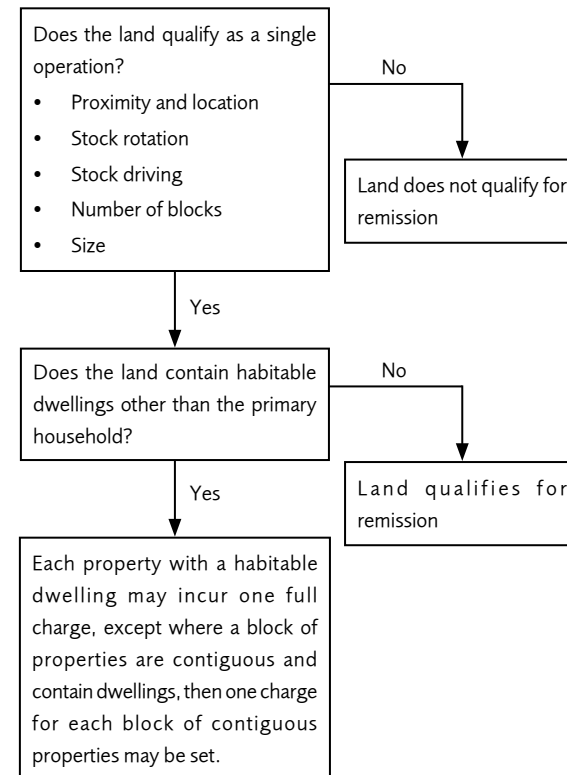 Does the land qualify as a single
operation?
• Proximity and location
• Stock rotation
• Stock driving
• Number of blocks
• Size
No
Land does not qualify for
remission
Yes
Does the land contain habitable
dwellings other than the primary
household?
No
Land qualifies for
remission
Yes
Each property with a habitable
dwelling may incur one full
charge, except where a block of
properties are contiguous and
contain dwellings, then one charge
for each block of contiguous
properties may be set.